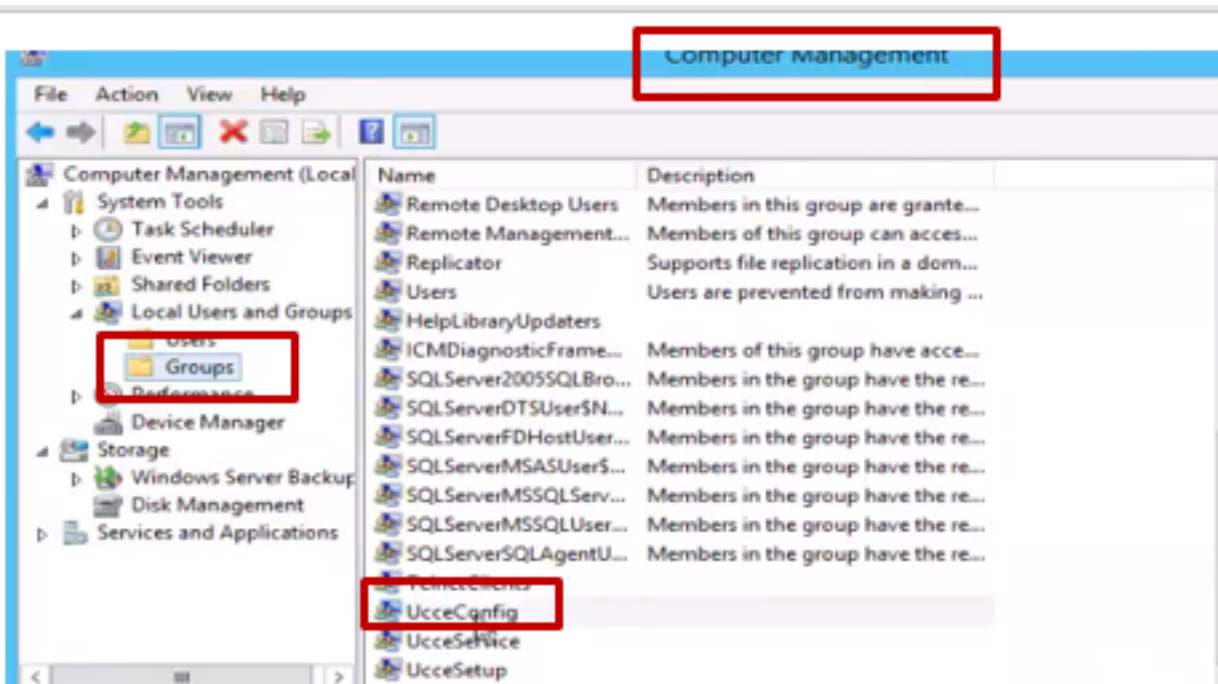 Computer Management
File Action View Help
Computer Management (Local
System Tools
Task Scheduler
Event Viewer
Shared Folders
Local Users and Groups
Users
Groups
Performance
Device Manager
Storage
Windows Server Backup
Disk Management
Services and Applications
Name Description
Remote Desktop Users Members in this group are grante...
Remote Management... Members of this group can acces...
Replicator Supports file replication in a dom...
Users Users are prevented from making ...
HelpLibraryUpdaters
ICMDiagnosticFrame... Members of this group have acce...
SQLServer2005SQLBro... Members in the group have the re...
SQLServerDTSUser$N... Members in the group have the re...
SQLServerFDHostUser... Members in the group have the re...
SQLServerMSASUser$... Members in the group have the re...
SQLServerMSSQLServ... Members in the group have the re...
SQLServerMSSQLUser... Members in the group have the re...
SQLServerSQLAgentU... Members in the group have the re...
TelnetClients
UcceConfig
UcceService
UcceSetup